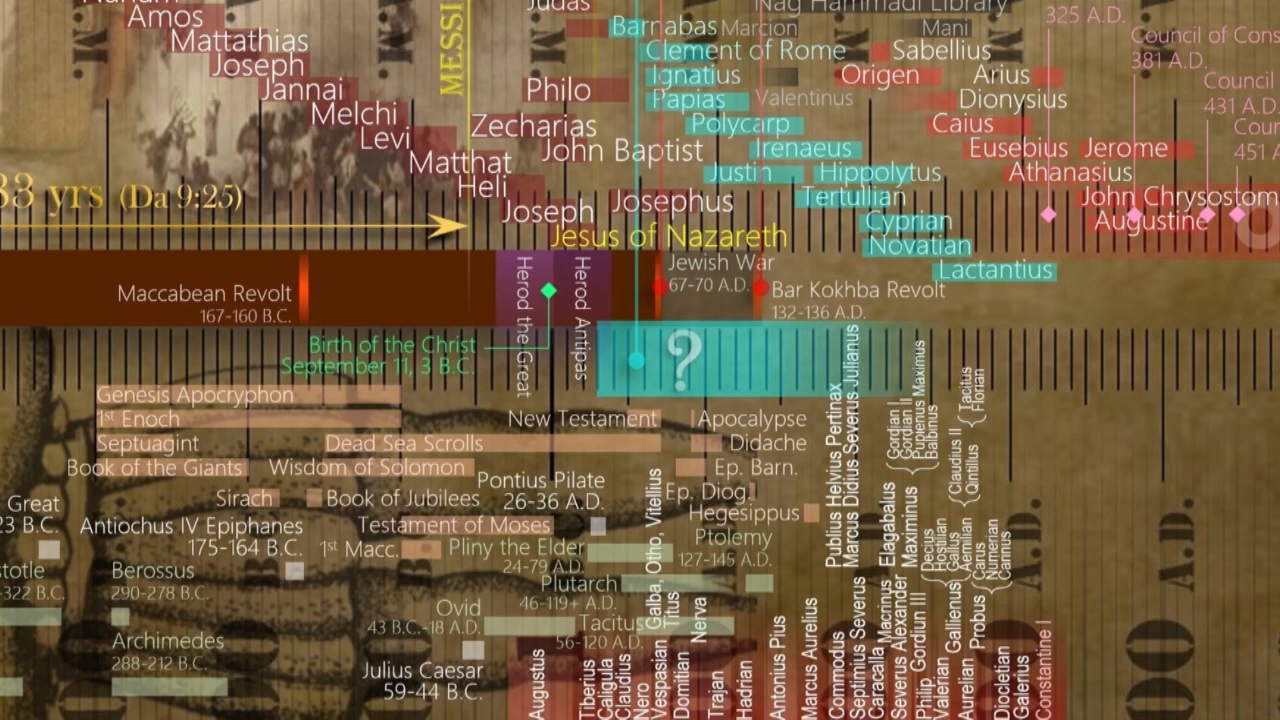 Amos
Mattathias
Joseph
Jannai
Melchi
Levi
Matthat
Heli
Joseph
MESSI
33 yrs (Da 9:25)
Judas
Philo
Zecharias
John Baptist
Josephus
Jesus of Nazareth
Nag Hammadi Library
Barnabas
Marcion
Mani
Clement of Rome
Sabellius
Ignatius
Origen
Arius
Papias
Valentinus
Dionysius
Polycarp
Caius
Irenaeus
Eusebius
Jerome
Justin
Hippolytus
Athanasius
Tertullian
John Chrysostom
Cyprian
Augustine
Novatian
Lactantius
325 A.D.
Council of Cons
381 A.D.
Council
431 A.D
Cour
451 A
Maccabean Revolt
167-160 B.C.
Herod the Great
Herod Antipas
Jewish War
67-70 A.D.
Bar Kokhba Revolt
132-136 A.D.
Birth of the Christ
September 11, 3 B.C.
?
Genesis Apocryphon
1st Enoch
Septuagint
Book of the Giants
Dead Sea Scrolls
Wisdom of Solomon
Sirach
Book of Jubilees
Testament of Moses
1st Macc.
New Testament
Apocalypse
Didache
Ep. Barn.
Ep. Diog.
Hegesippus
Pontius Pilate
26-36 A.D.
Great
23 B.C.
Antiochus IV Epiphanes
175-164 B.C.
stotle
-322 B.C.
Berossus
290-278 B.C.
Archimedes
288-212 B.C.
Pliny the Elder
24-79 A.D.
Ptolemy
127-145 A.D.
Plutarch
46-119+ A.D.
Ovid
43 B.C.-18 A.D.
Tacitus
56-120 A.D.
Julius Caesar
59-44 B.C.
Augustus
Tiberius
Caligula
Claudius
Nero
Galba, Otho, Vitellius
Vespasian
Titus
Domitian
Nerva
Trajan
Hadrian
Antonius Pius
Marcus Aurelius
Commodus
Publius Helvius Pertinax
Marcus Didius Severus Julianus
Septimius Severus
Caracalla
Macrinus
Elagabalus
Severus Alexander
Maximinus
Gordian I
Gordian II
Pupienus Maximus
Balbinus
Gordiun III
Philip
Decius
Hostilian
Gallus
Aemilian
Valerian
Gallienus
Claudius II
Qintillus
Aurelian
Tacitus
Florian
Probus
Carus
Numerian
Carinus
Diocletian
Galerius
Constantine I
A.D.
A.D.